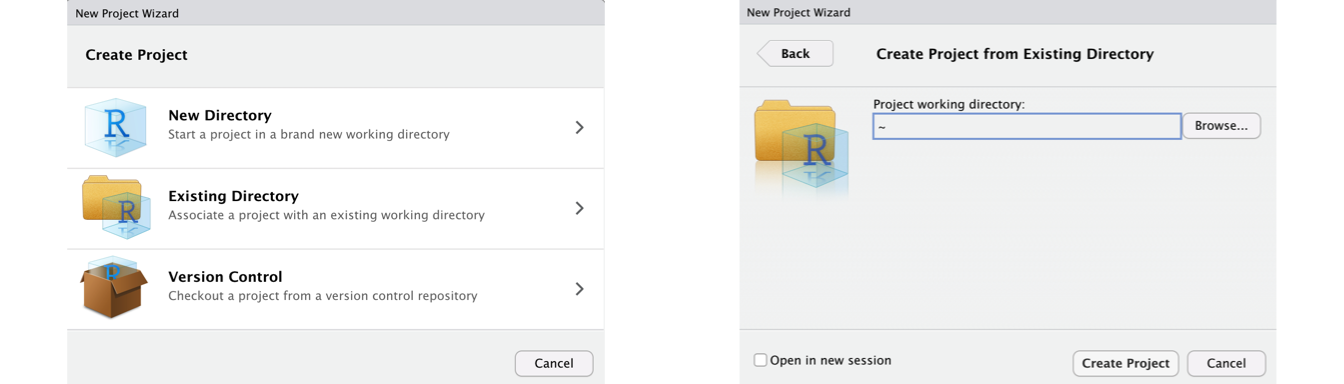 New Project Wizard
Create Project
New Directory
Start a project in a brand new working directory
Existing Directory
Associate a project with an existing working directory
Version Control
Checkout a project from a version control repository
Cancel
New Project Wizard
Back
Create Project from Existing Directory
Project working directory:
~
Browse...
Open in new session
Create Project
Cancel